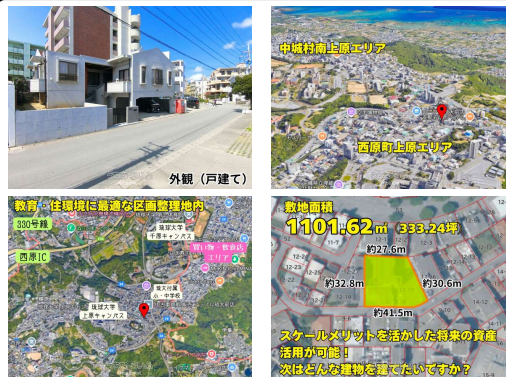 外観（戸建て）
中城村南上原エリア
西原町上原エリア
教育・住環境に最適な区画整理地内
330号線
琉球大学
千原キャンパス
買い物・飲食店
エリア
西原IC
琉大付属
小・中学校
琉球大学
上原キャンパス
敷地面積
1101.62㎡（333.24坪）
約27.6m
約32.8m
約30.6m
約41.5m
スケールメリットを活かした将来の資産
活用が可能！
次はどんな建物を建てたいですか？